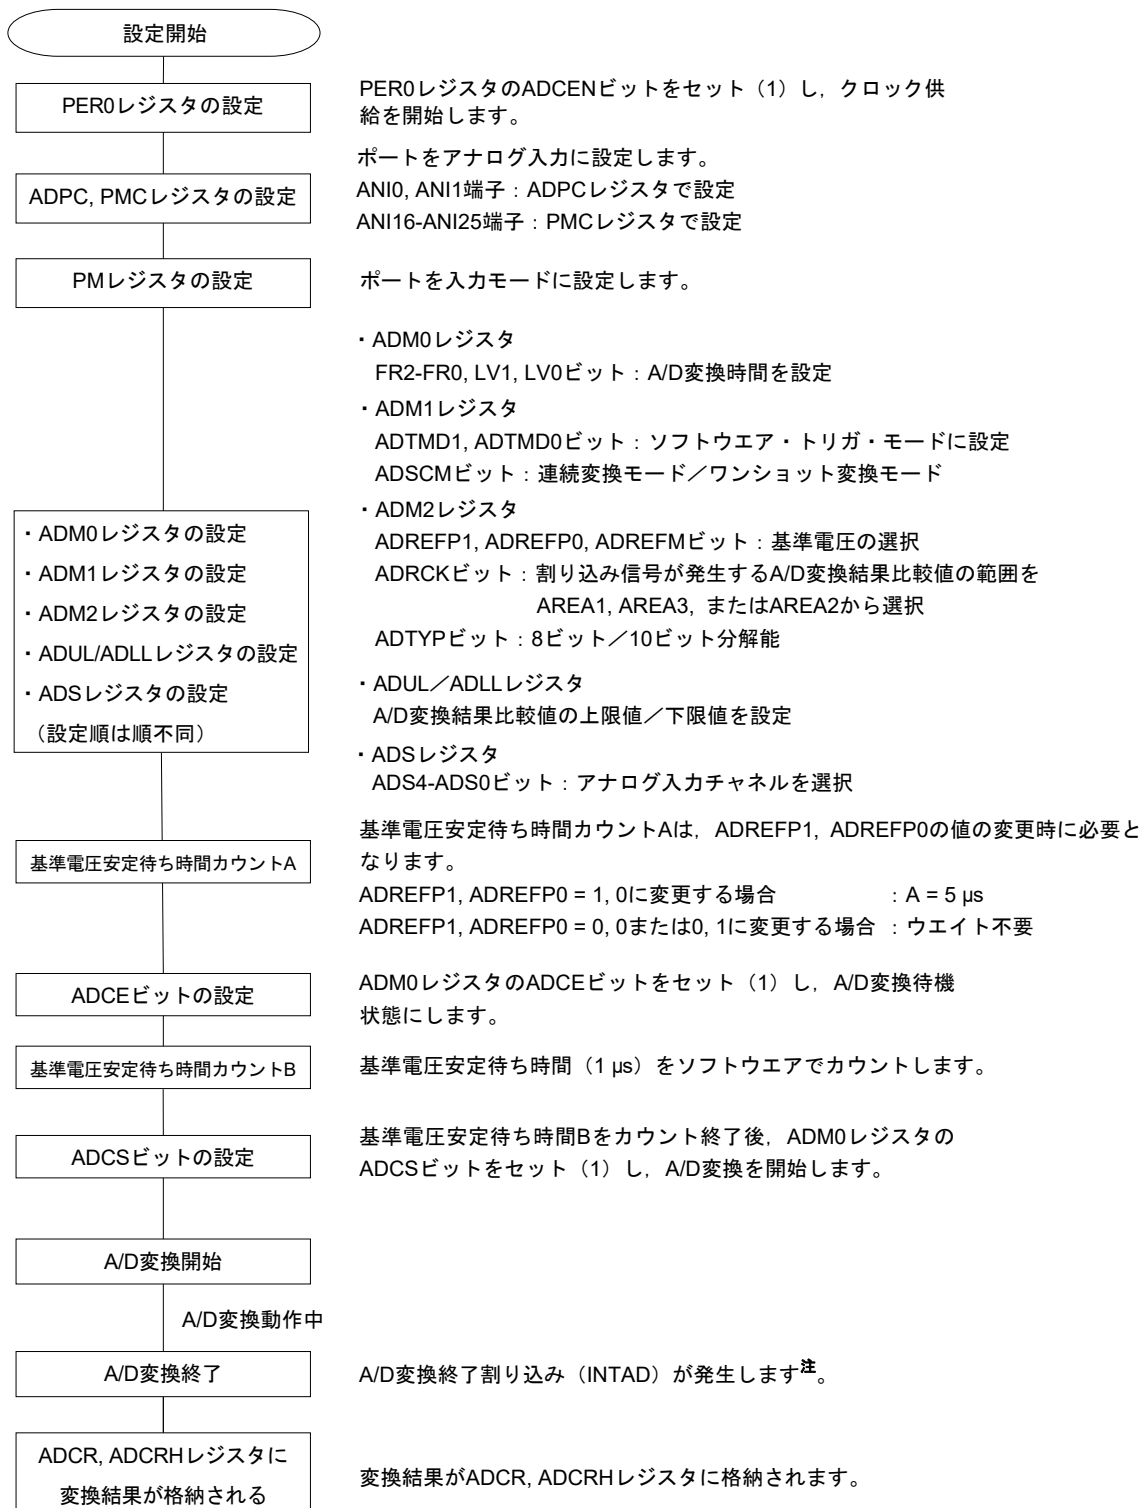 設定開始
PER0レジスタの設定
PER0レジスタのADCENビットをセット（1）し，クロック供
給を開始します。
ADPC, PMCレジスタの設定
ポートをアナログ入力に設定します。
ANI0, ANI1端子：ADPCレジスタで設定
ANI16-ANI25端子：PMCレジスタで設定
PMレジスタの設定
ポートを入力モードに設定します。
・ADM0レジスタの設定
・ADM1レジスタの設定
・ADM2レジスタの設定
・ADUL/ADLLレジスタの設定
・ADSレジスタの設定
（設定順は順不同）
・ADM0レジスタ
FR2-FR0, LV1, LV0ビット：A/D変換時間を設定
・ADM1レジスタ
ADTMD1, ADTMD0ビット：ソフトウエア・トリガ・モードに設定
ADSCMビット：連続変換モード／ワンショット変換モード
・ADM2レジスタ
ADREFP1, ADREFP0, ADREFMビット：基準電圧の選択
ADRCKビット：割り込み信号が発生するA/D変換結果比較値の範囲を
AREA1, AREA3，またはAREA2から選択
ADTYPビット：8ビット／10ビット分解能
・ADUL／ADLLレジスタ
A/D変換結果比較値の上限値／下限値を設定
・ADSレジスタ
ADS4-ADS0ビット：アナログ入力チャネルを選択
基準電圧安定待ち時間カウントA
基準電圧安定待ち時間カウントAは，ADREFP1, ADREFP0の値の変更時に必要と
なります。
ADREFP1, ADREFP0 = 1, 0に変更する場合 ：A = 5 μs
ADREFP1, ADREFP0 = 0, 0または0, 1に変更する場合 ：ウエイト不要
ADCEビットの設定
ADM0レジスタのADCEビットをセット（1）し，A/D変換待機
状態にします。
基準電圧安定待ち時間カウントB
基準電圧安定待ち時間（1 μs）をソフトウエアでカウントします。
ADCSビットの設定
基準電圧安定待ち時間Bをカウント終了後，ADM0レジスタの
ADCSビットをセット（1）し，A/D変換を開始します。
A/D変換開始
A/D変換動作中
A/D変換終了
A/D変換終了割り込み（INTAD）が発生します注。
ADCR, ADCRHレジスタに
変換結果が格納される
変換結果がADCR, ADCRHレジスタに格納されます。